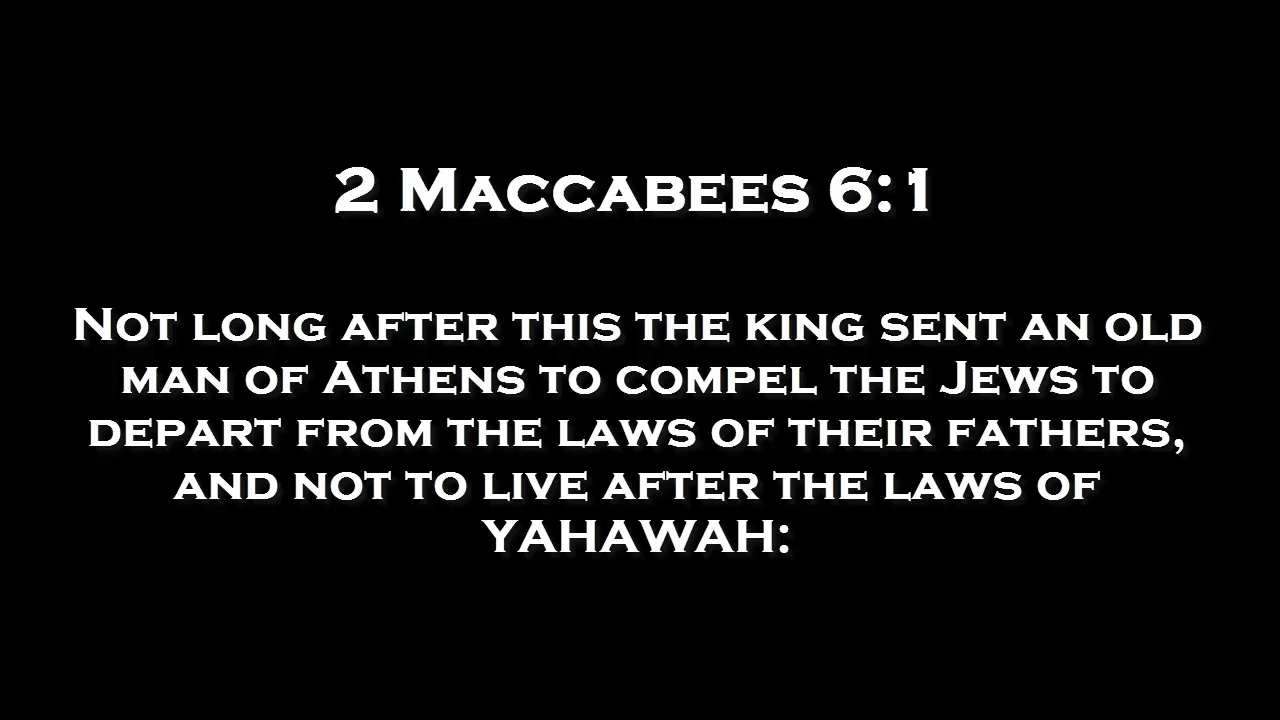 2 Maccabees 6:1
Not long after this the king sent an old
man of Athens to compel the Jews to
depart from the laws of their fathers,
and not to live after the laws of
YAHAWAH: